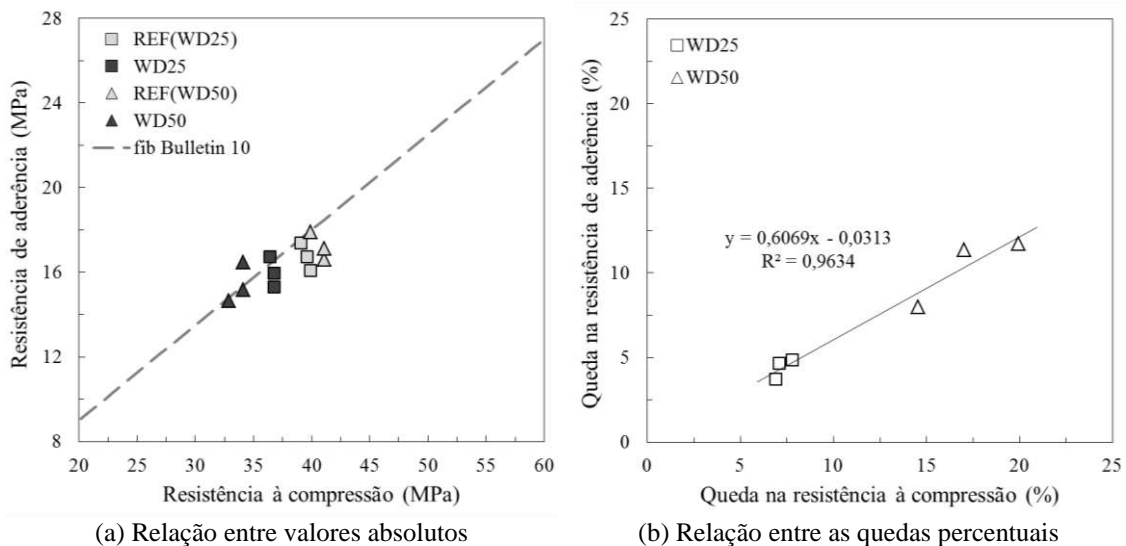 28
24
20
16
12
8
Resistência de aderência (MPa)
REF(WD25)
WD25
REF(WD50)
WD50
fib Bulletin 10
20 25 30 35 40 45 50 55 60
Resistência à compressão (MPa)
(a) Relação entre valores absolutos
25
20
15
10
5
0
Queda na resistência de aderência (%)
WD25
WD50
y = 0,6069x - 0,0313
R² = 0,9634
0 5 10 15 20 25
Queda na resistência à compressão (%)
(b) Relação entre as quedas percentuais